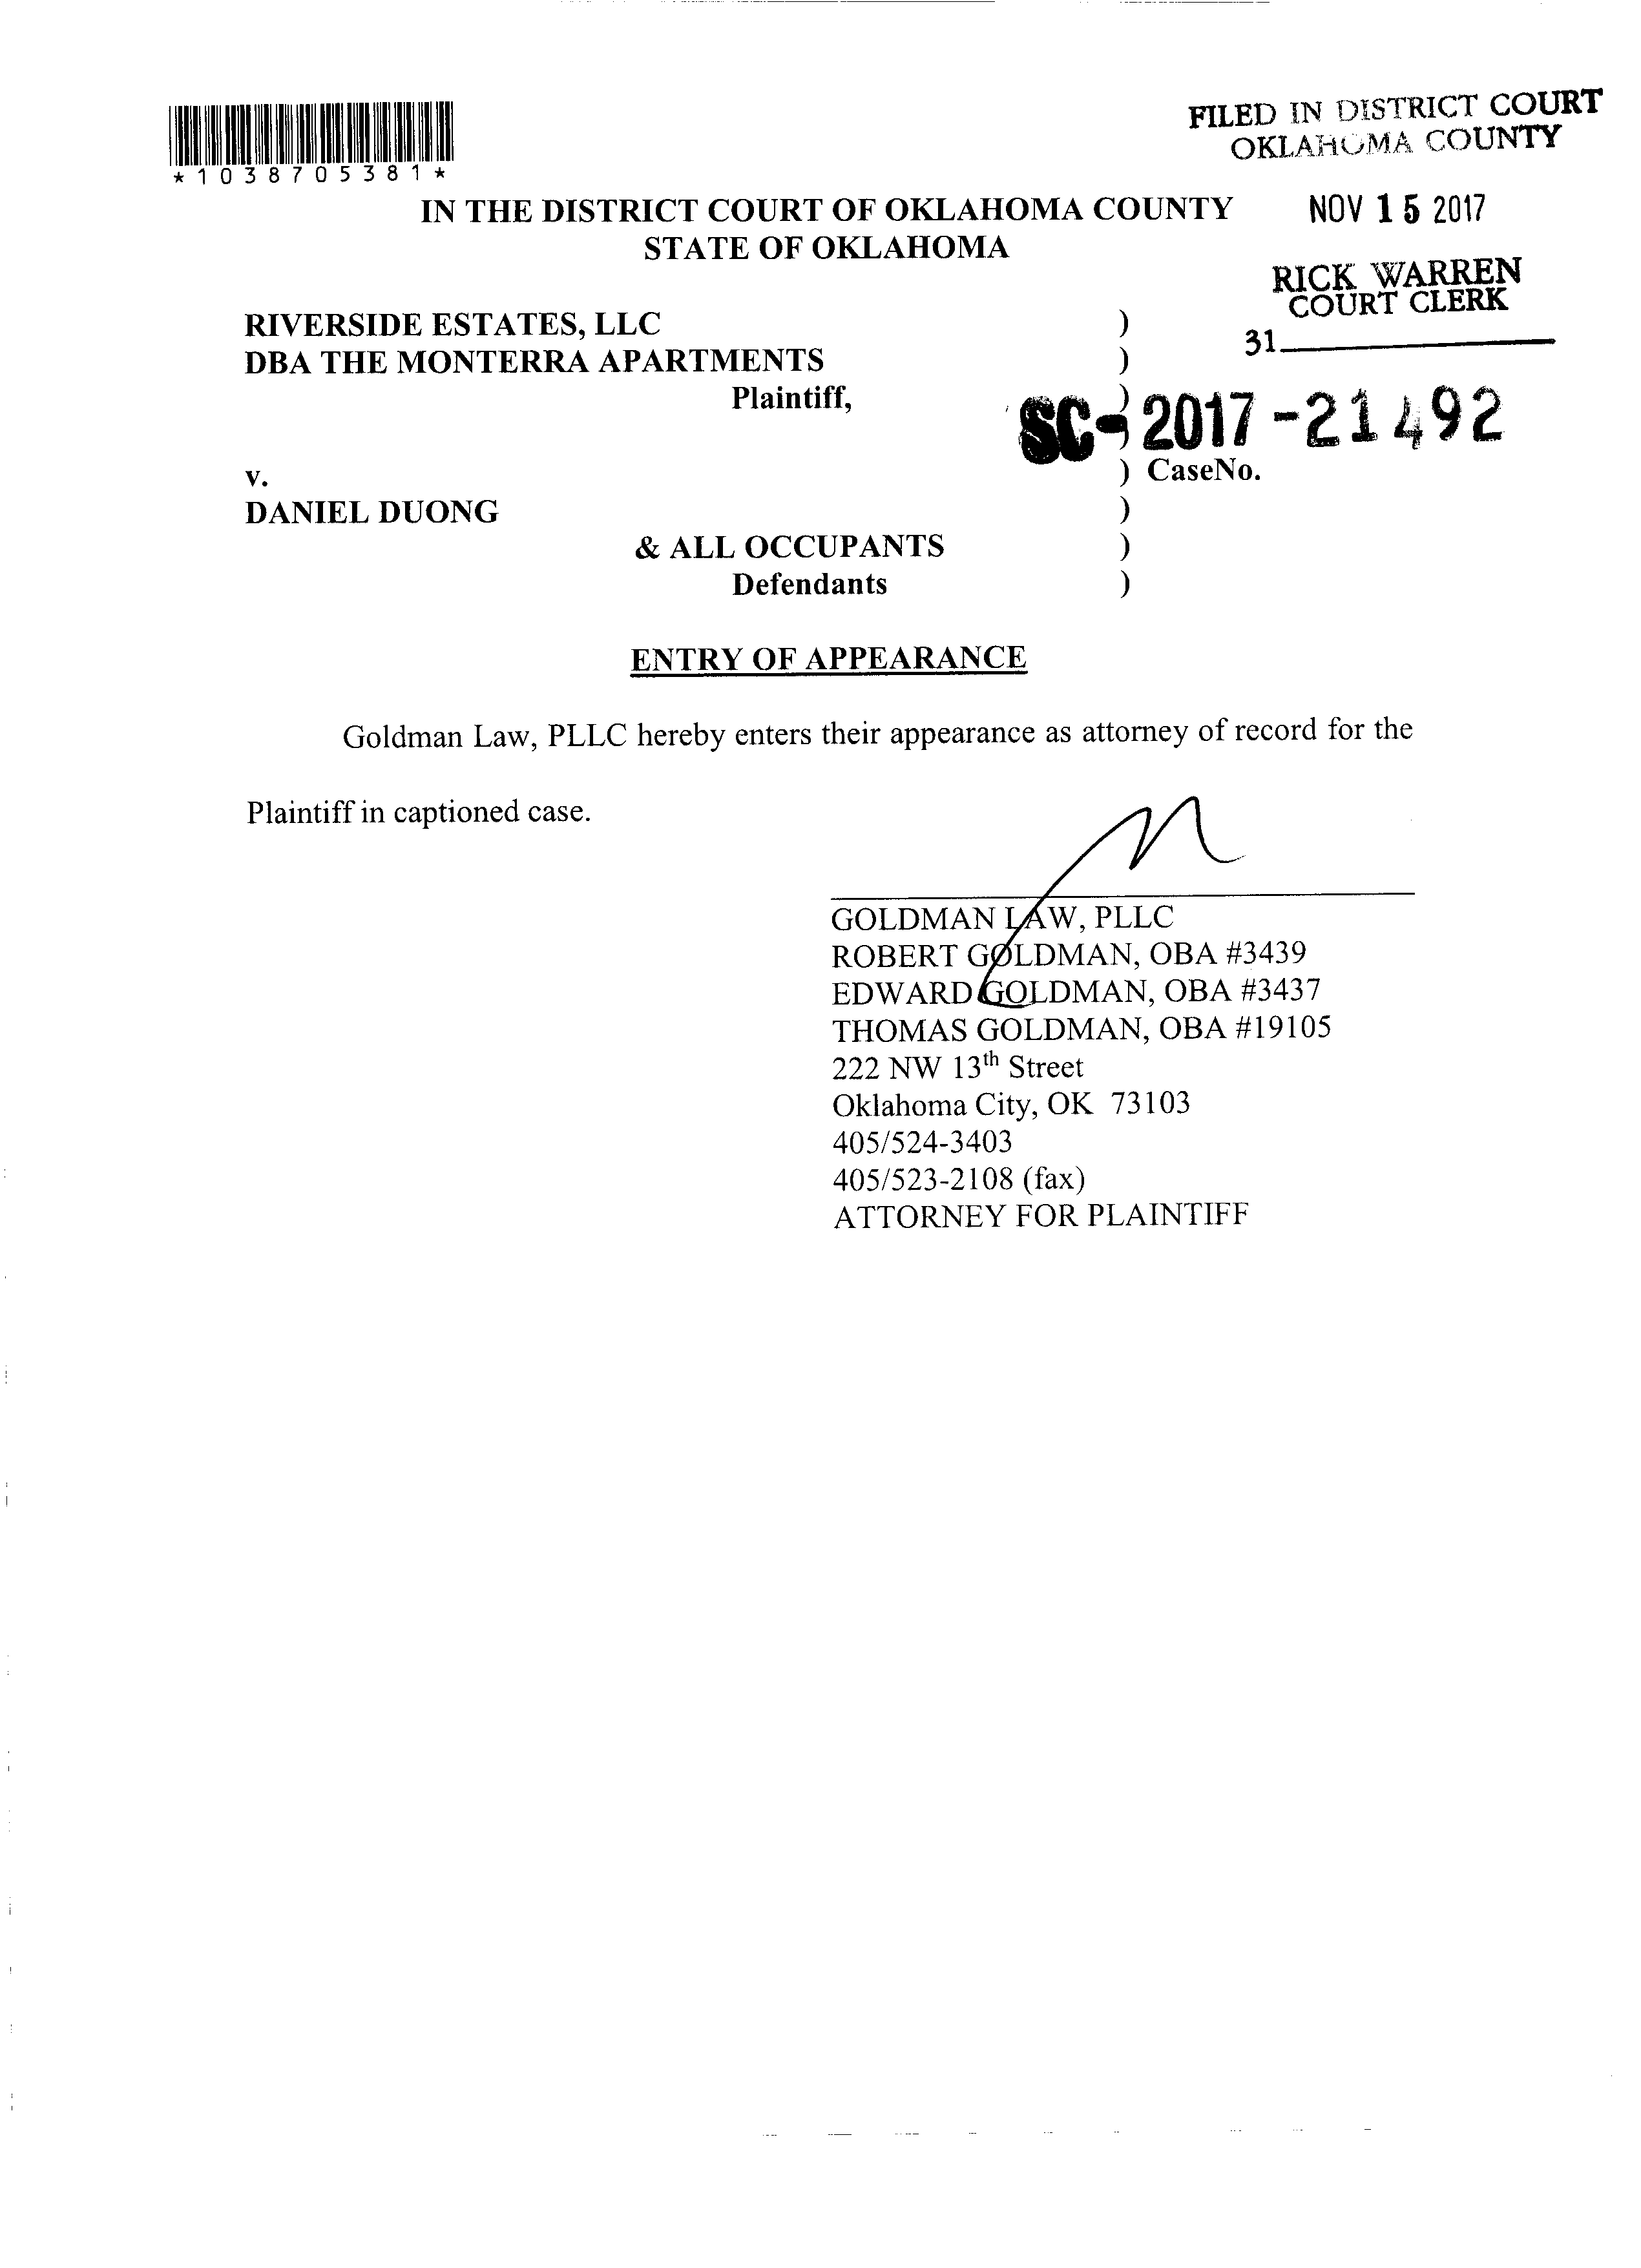 *1038705381*
FILED IN DISTRICT COURT
OKLAHOMA COUNTY
IN THE DISTRICT COURT OF OKLAHOMA COUNTY
STATE OF OKLAHOMA
NOV 15 2017
RICK WARREN
COURT CLERK
31
RIVERSIDE ESTATES, LLC )
DBA THE MONTERRA APARTMENTS )
Plaintiff, )
SC-2017-21492
)
v. ) CaseNo.
DANIEL DUONG )
& ALL OCCUPANTS )
Defendants )
ENTRY OF APPEARANCE
Goldman Law, PLLC hereby enters their appearance as attorney of record for the
Plaintiff in captioned case.
GOLDMAN LAW, PLLC
ROBERT GOLDMAN, OBA #3439
EDWARD GOLDMAN, OBA #3437
THOMAS GOLDMAN, OBA #19105
222 NW 13th Street
Oklahoma City, OK 73103
405/524-3403
405/523-2108 (fax)
ATTORNEY FOR PLAINTIFF